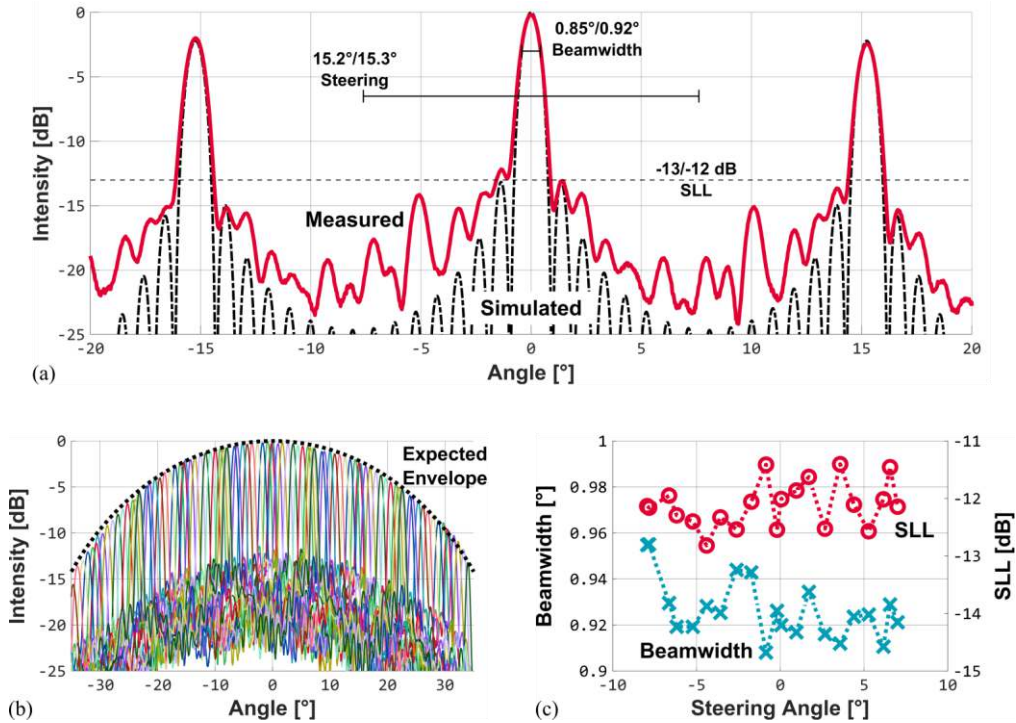 0
-5
-10
-15
-20
-25
Intensity [dB]
0.85°/0.92°
Beamwidth
15.2°/15.3°
Steering
-13/-12 dB
SLL
Measured
Simulated
-20
-15
-10
-5
0
5
10
15
20
Angle [°]
(a)
0
-5
-10
-15
-20
-25
Intensity [dB]
Expected
Envelope
-30
-20
-10
0
10
20
30
Angle [°]
(b)
1
0.98
0.96
0.94
0.92
0.9
Beamwidth [°]
SLL
Beamwidth
-11
-12
-13
-14
-15
SLL [dB]
-10
-5
0
5
10
Steering Angle [°]
(c)